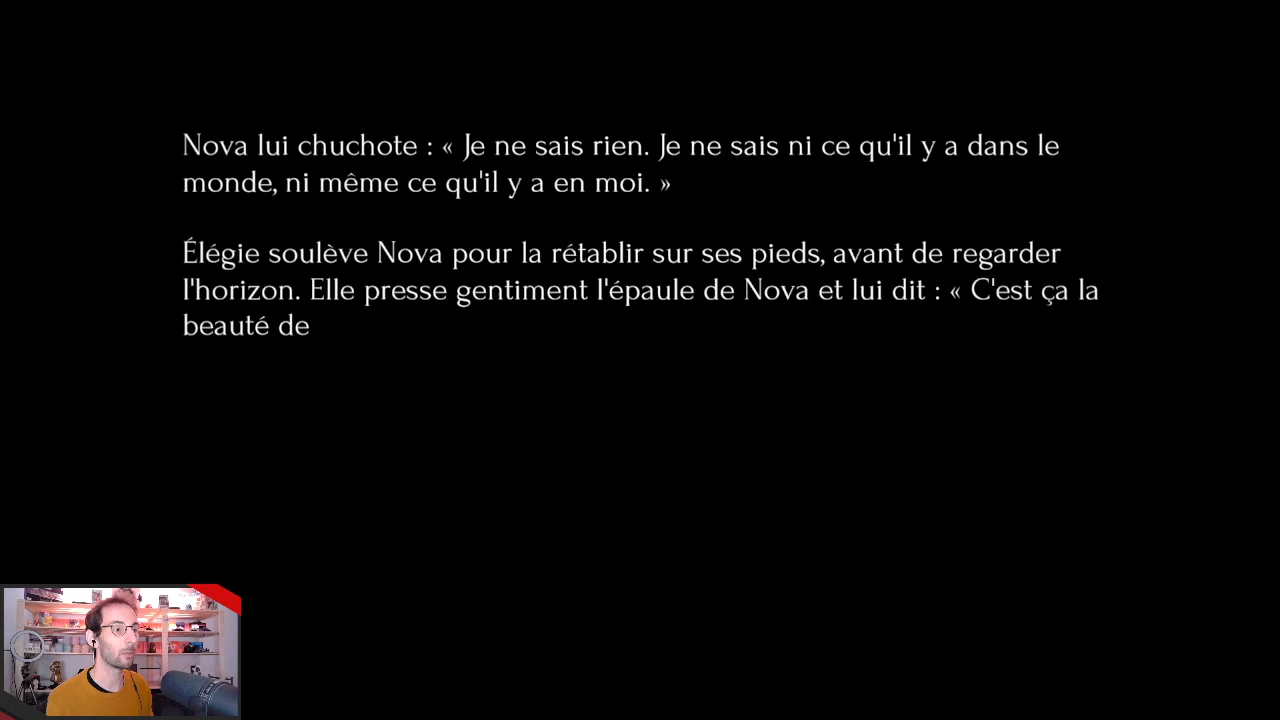 Nova lui chuchote : « Je ne sais rien. Je ne sais ni ce qu'il y a dans le
monde, ni même ce qu'il y a en moi. »
Élégie soulève Nova pour la rétablir sur ses pieds, avant de regarder
l'horizon. Elle presse gentiment l'épaule de Nova et lui dit : « C'est ça la
beauté de